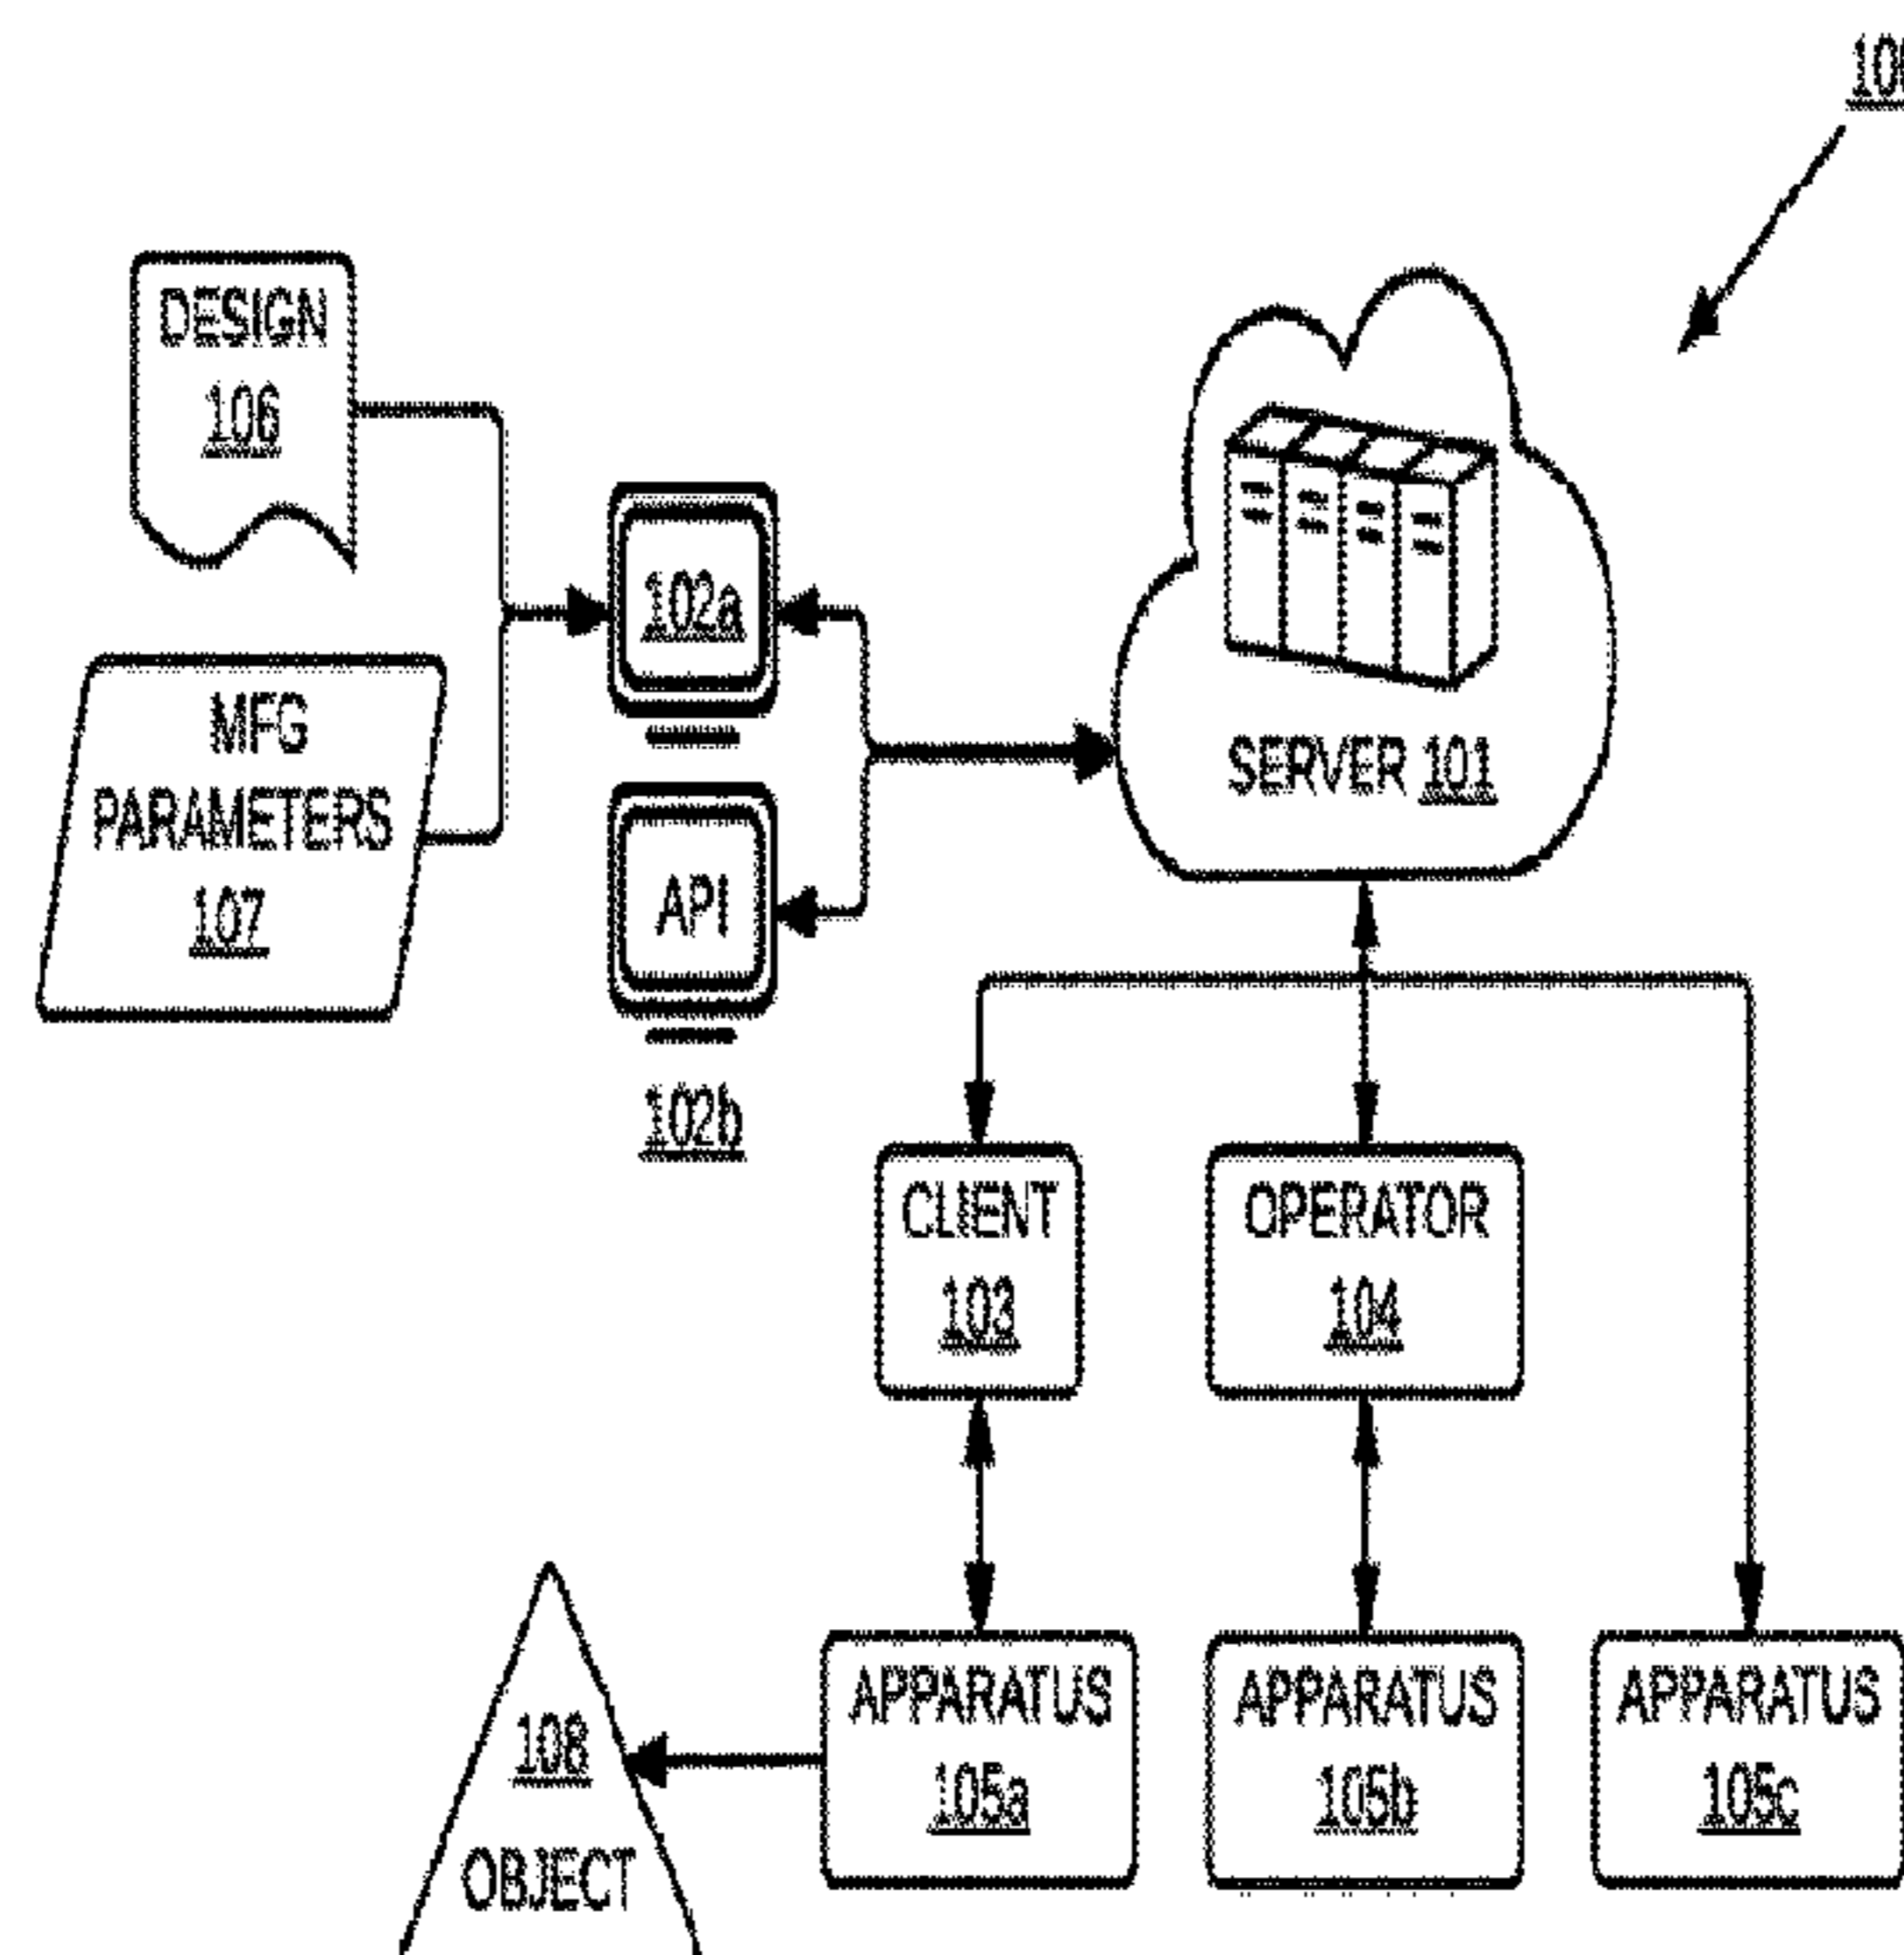 DESIGN
106
MFG
PARAMETERS
107
102a
API
102b
SERVER 101
CLIENT
103
OPERATOR
104
APPARATUS
105a
APPARATUS
105b
APPARATUS
105c
108
OBJECT